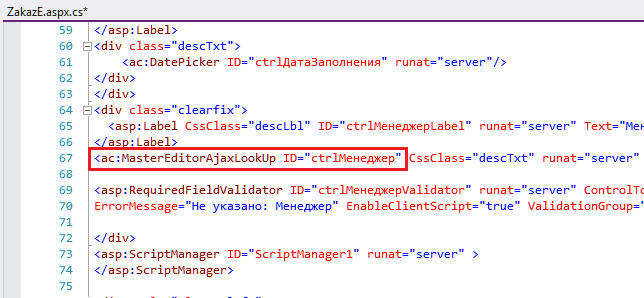 ZakazE.aspx.cs*
59 </asp:Label>
60 <div class="descTxt">
61 <ac:DatePicker ID="ctrlДатаЗаполнения" runat="server"/>
62 </div>
63 </div>
64 <div class="clearfix">
65 <asp:Label CssClass="descLbl" ID="ctrlМенеджерLabel" runat="server" Text="Ме
66 </asp:Label>
67 <ac:MasterEditorAjaxLookUp ID="ctrlМенеджер" CssClass="descTxt" runat="server"
68
69 <asp:RequiredFieldValidator ID="ctrlМенеджерValidator" runat="server" ControlTo
70 ErrorMessage="Не указано: Менеджер" EnableClientScript="true" ValidationGroup="
71
72 </div>
73 <asp:ScriptManager ID="ScriptManager1" runat="server" >
74 </asp:ScriptManager>
75